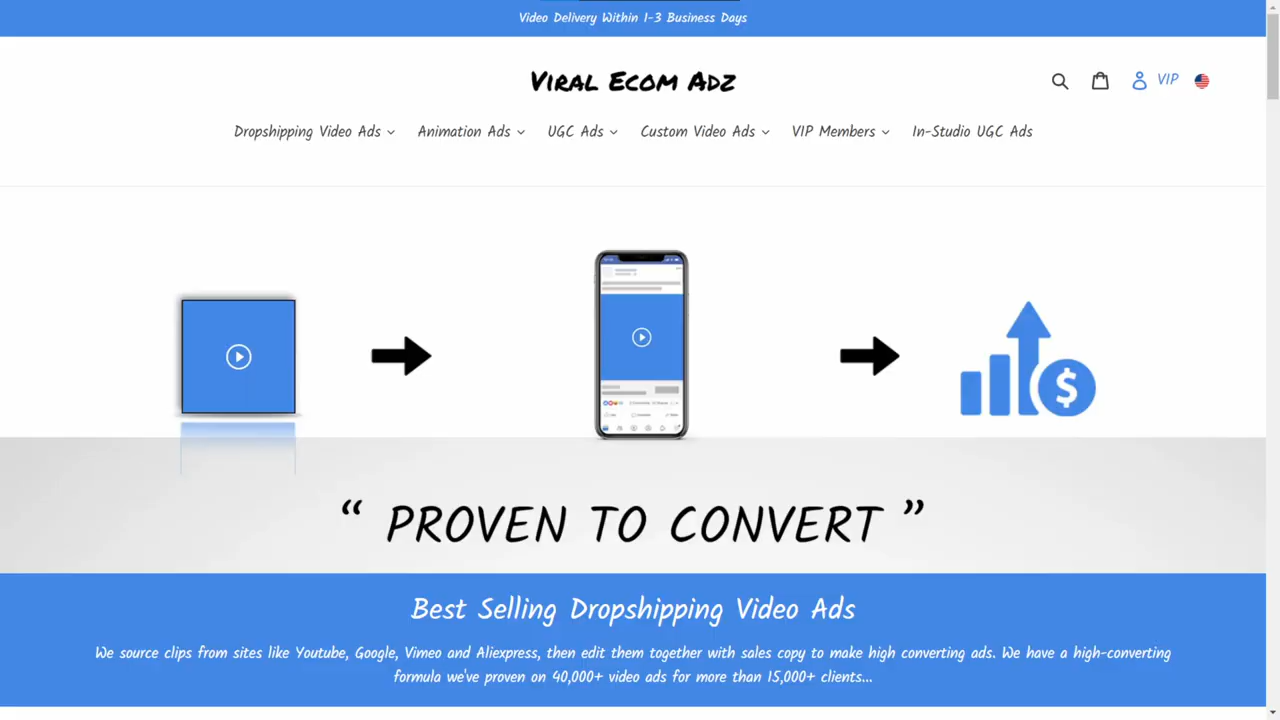 Video Delivery Within 1-3 Business Days
Viral Ecom Adz
VIP
Dropshipping Video Ads
Animation Ads
UGC Ads
Custom Video Ads
VIP Members
In-Studio UGC Ads
$
“ PROVEN TO CONVERT ”
Best Selling Dropshipping Video Ads
We source clips from sites like Youtube, Google, Vimeo and Aliexpress, then edit them together with sales copy to make high converting ads. We have a high-converting
formula we've proven on 40,000+ video ads for more than 15,000+ clients...